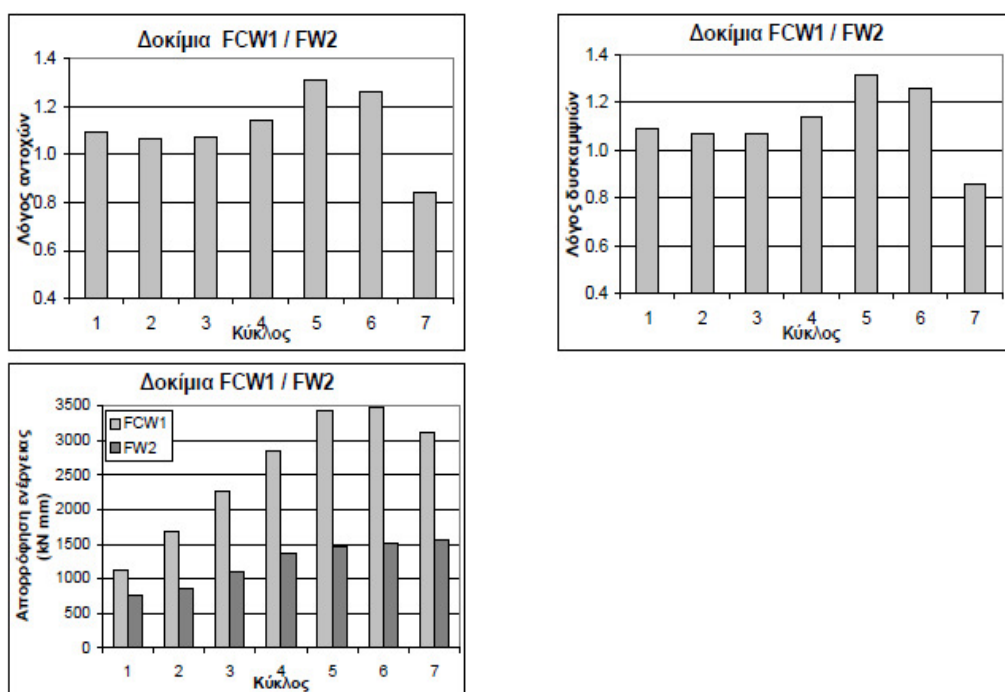 Δοκίμια FCW1 / FW2
Λόγος αντοχών
1.4
1.2
1.0
0.8
0.6
0.4
1 2 3 4 5 6 7
Κύκλος
Δοκίμια FCW1 / FW2
Λόγος δυσκαμψιών
1.4
1.2
1.0
0.8
0.6
0.4
1 2 3 4 5 6 7
Κύκλος
Δοκίμια FCW1 / FW2
Απορρόφηση ενέργειας
(kN mm)
3500
3000
2500
2000
1500
1000
500
0
FCW1
FW2
1 2 3 4 5 6 7
Κύκλος